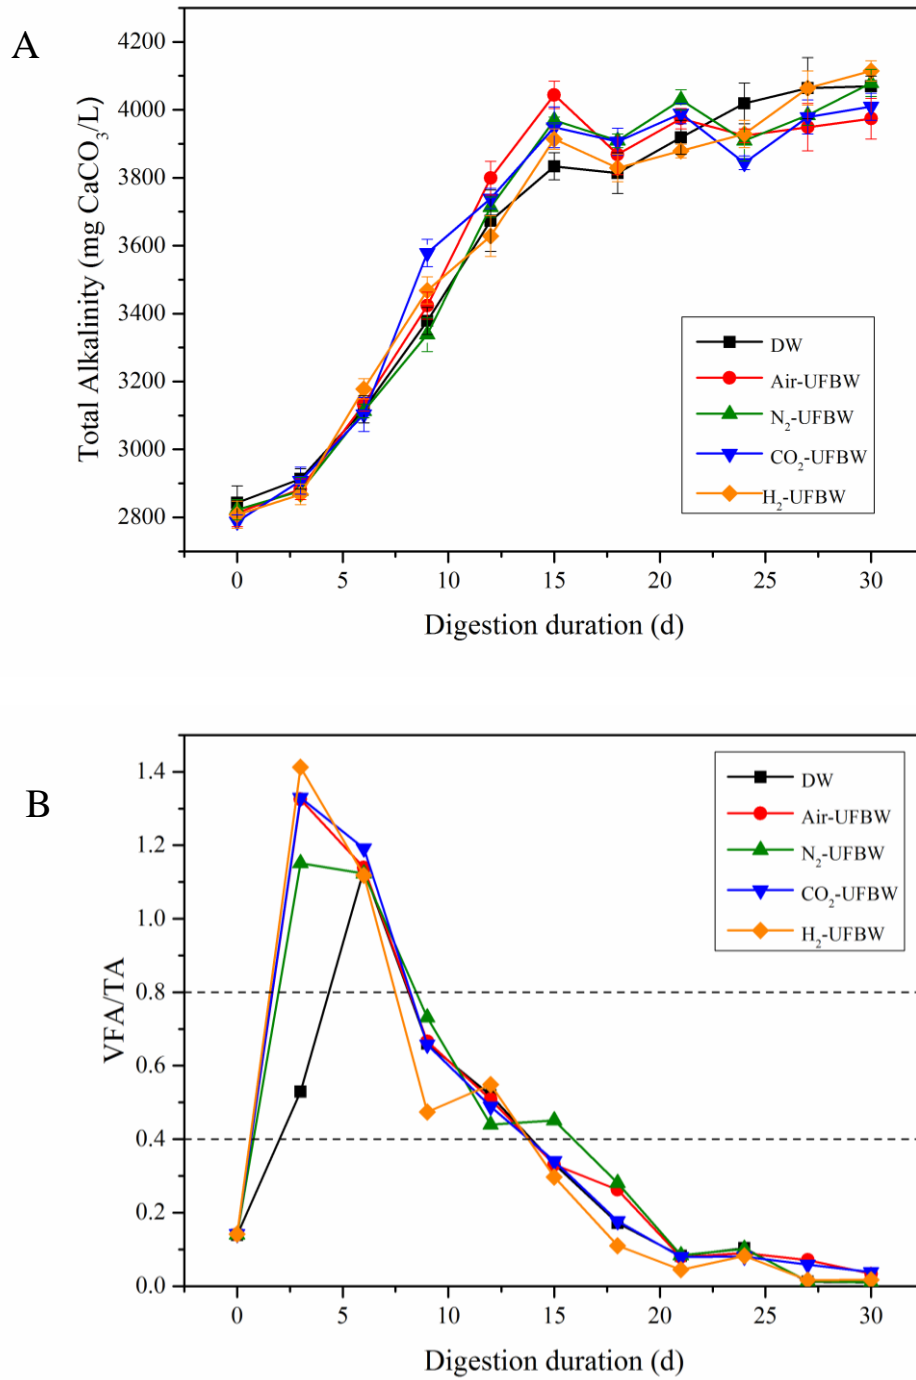 A
Total Alkalinity (mg CaCO₃/L)
4200
4000
3800
3600
3400
3200
3000
2800
DW
Air-UFBW
N₂-UFBW
CO₂-UFBW
H₂-UFBW
0 5 10 15 20 25 30
Digestion duration (d)
B
VFA/TA
1.4
1.2
1.0
0.8
0.6
0.4
0.2
0.0
DW
Air-UFBW
N₂-UFBW
CO₂-UFBW
H₂-UFBW
0 5 10 15 20 25 30
Digestion duration (d)